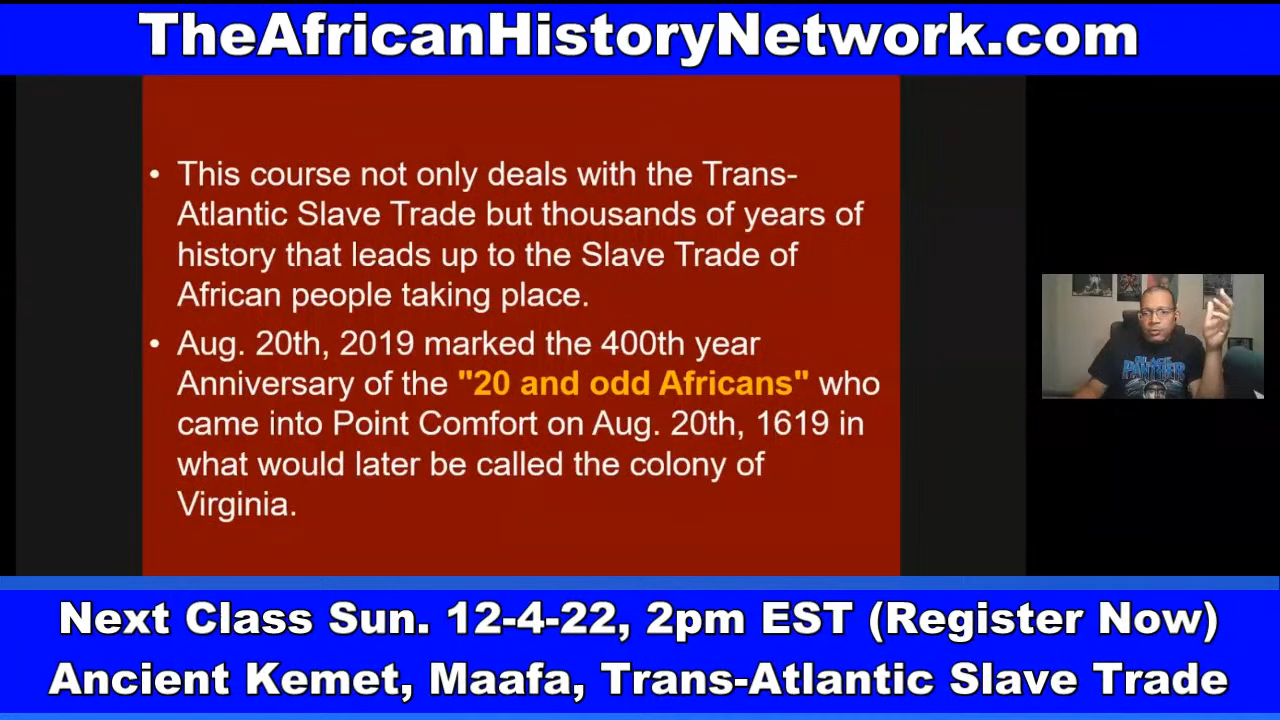 TheAfricanHistoryNetwork.com
• This course not only deals with the Trans-
Atlantic Slave Trade but thousands of years of
history that leads up to the Slave Trade of
African people taking place.
• Aug. 20th, 2019 marked the 400th year
Anniversary of the "20 and odd Africans" who
came into Point Comfort on Aug. 20th, 1619 in
what would later be called the colony of
Virginia.
BLACK
PANTHER
Next Class Sun. 12-4-22, 2pm EST (Register Now)
Ancient Kemet, Maafa, Trans-Atlantic Slave Trade